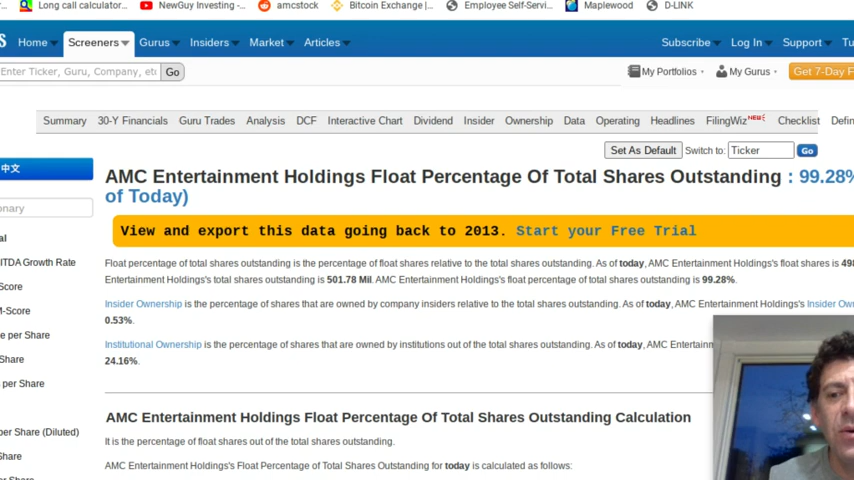 Long call calculator... NewGuy Investing -... amcstock Bitcoin Exchange |... Employee Self-Servi... Maplewood D-LINK
S Home Screeners Gurus Insiders Market Articles Subscribe Log In Support Tu
Enter Ticker, Guru, Company, etc Go My Portfolios My Gurus Get 7-Day F
Summary 30-Y Financials Guru Trades Analysis DCF Interactive Chart Dividend Insider Ownership Data Operating Headlines FilingWiz NEW Checklist Defin
Set As Default Switch to: Ticker Go
中文
AMC Entertainment Holdings Float Percentage Of Total Shares Outstanding : 99.28%
of Today)
onary
View and export this data going back to 2013. Start your Free Trial
al
ITDA Growth Rate
Score
M-Score
e per Share
Share
per Share
per Share (Diluted)
Share
Float percentage of total shares outstanding is the percentage of float shares relative to the total shares outstanding. As of today, AMC Entertainment Holdings's float shares is 498
Entertainment Holdings's total shares outstanding is 501.78 Mil. AMC Entertainment Holdings's float percentage of total shares outstanding is 99.28%.
Insider Ownership is the percentage of shares that are owned by company insiders relative to the total shares outstanding. As of today, AMC Entertainment Holdings's Insider Own
0.53%.
Institutional Ownership is the percentage of shares that are owned by institutions out of the total shares outstanding. As of today, AMC Entertainm
24.16%.
AMC Entertainment Holdings Float Percentage Of Total Shares Outstanding Calculation
It is the percentage of float shares out of the total shares outstanding.
AMC Entertainment Holdings's Float Percentage of Total Shares Outstanding for today is calculated as follows: